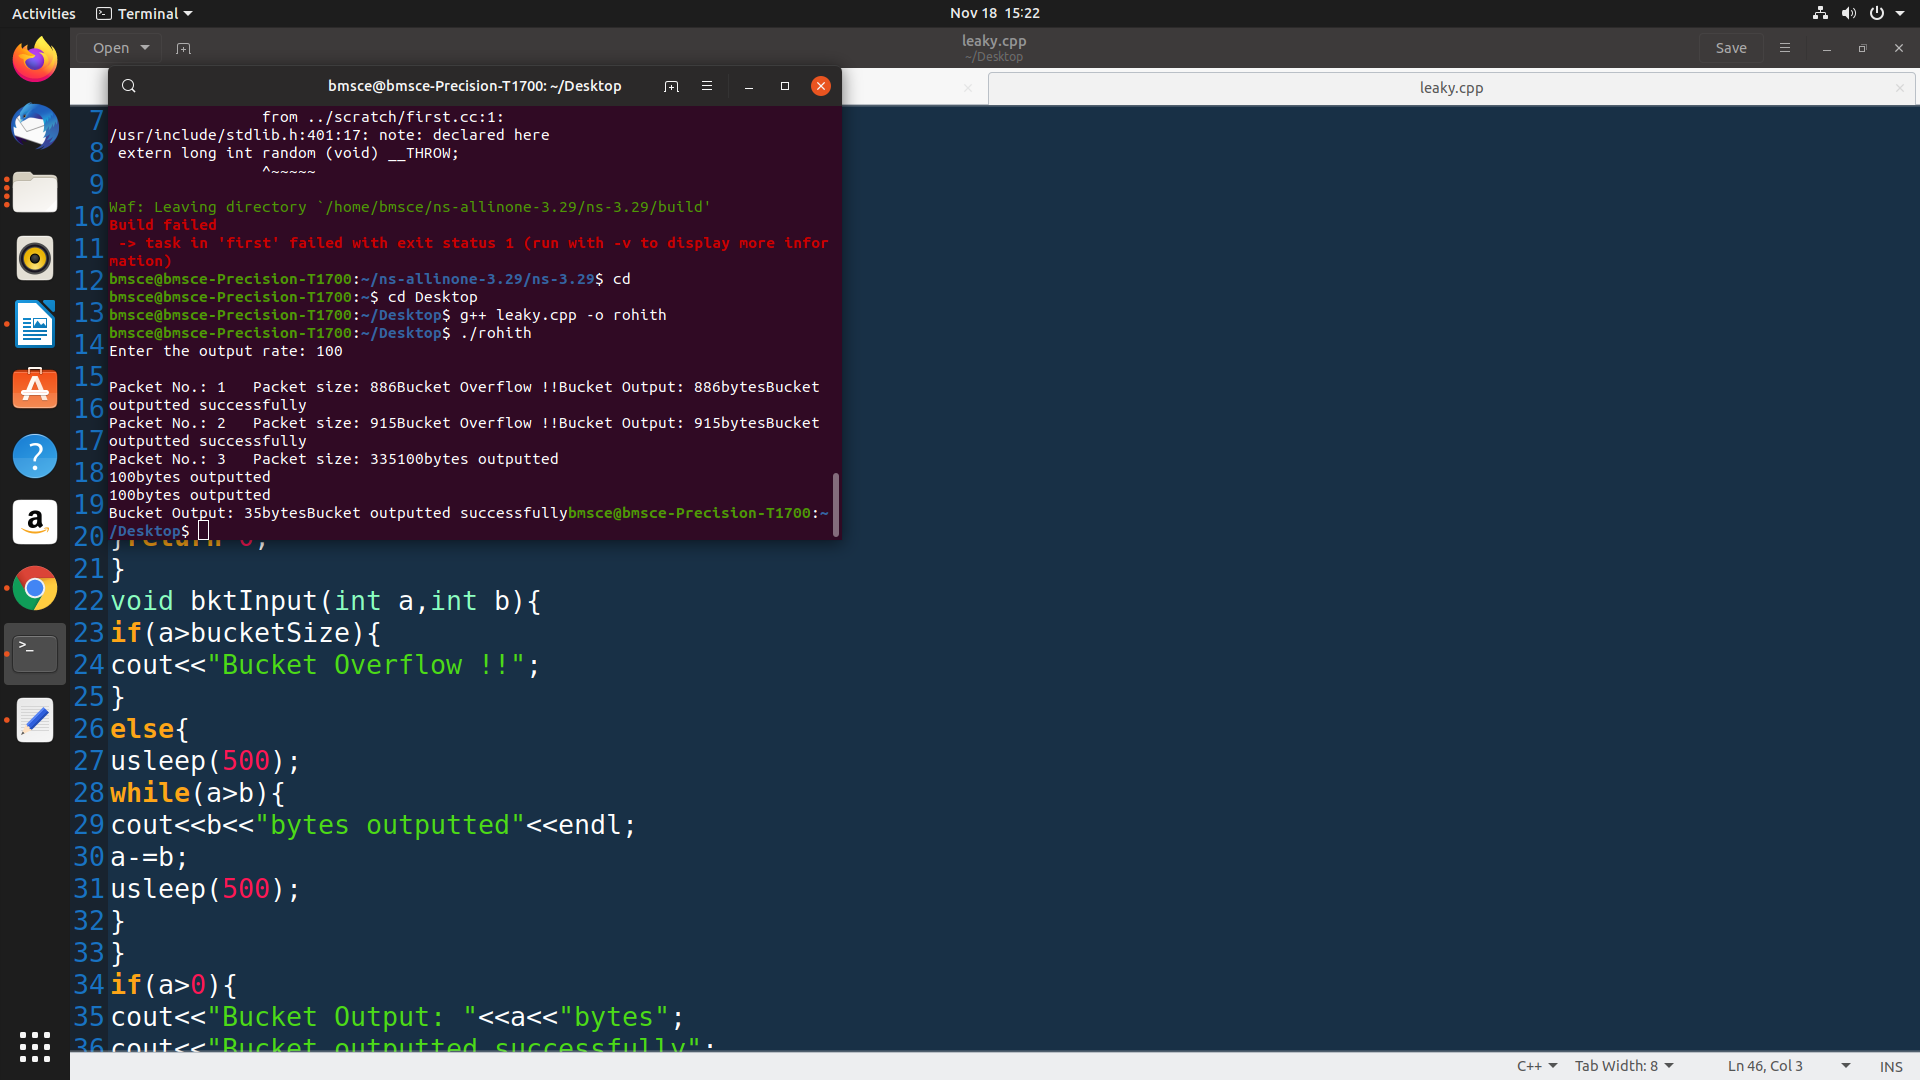 Activities
Terminal
Nov 18 15:22
Open
leaky.cpp
~/Desktop
Save
bmsce@bmsce-Precision-T1700: ~/Desktop
leaky.cpp
from ../scratch/first.cc:1:
/usr/include/stdlib.h:401:17: note: declared here
extern long int random (void) __THROW;
^~~~~~
Waf: Leaving directory `/home/bmsce/ns-allinone-3.29/ns-3.29/build'
Build failed
-> task in 'first' failed with exit status 1 (run with -v to display more infor
mation)
bmsce@bmsce-Precision-T1700:~/ns-allinone-3.29/ns-3.29$ cd
bmsce@bmsce-Precision-T1700:~$ cd Desktop
bmsce@bmsce-Precision-T1700:~/Desktop$ g++ leaky.cpp -o rohith
bmsce@bmsce-Precision-T1700:~/Desktop$ ./rohith
Enter the output rate: 100
Packet No.: 1 Packet size: 886Bucket Overflow !!Bucket Output: 886bytesBucket
outputted successfully
Packet No.: 2 Packet size: 915Bucket Overflow !!Bucket Output: 915bytesBucket
outputted successfully
Packet No.: 3 Packet size: 335100bytes outputted
100bytes outputted
100bytes outputted
Bucket Output: 35bytesBucket outputted successfullybmsce@bmsce-Precision-T1700:~
/Desktop$
7
8
9
10
11
12
13
14
15
16
17
18
19
20 }return 0;
21 }
22 void bktInput(int a,int b){
23 if(a>bucketSize){
24 cout<<"Bucket Overflow !!";
25 }
26 else{
27 usleep(500);
28 while(a>b){
29 cout<<b<<"bytes outputted"<<endl;
30 a-=b;
31 usleep(500);
32 }
33 }
34 if(a>0){
35 cout<<"Bucket Output: "<<a<<"bytes";
36 cout<<"Bucket outputted successfully";
C++
Tab Width: 8
Ln 46, Col 3
INS